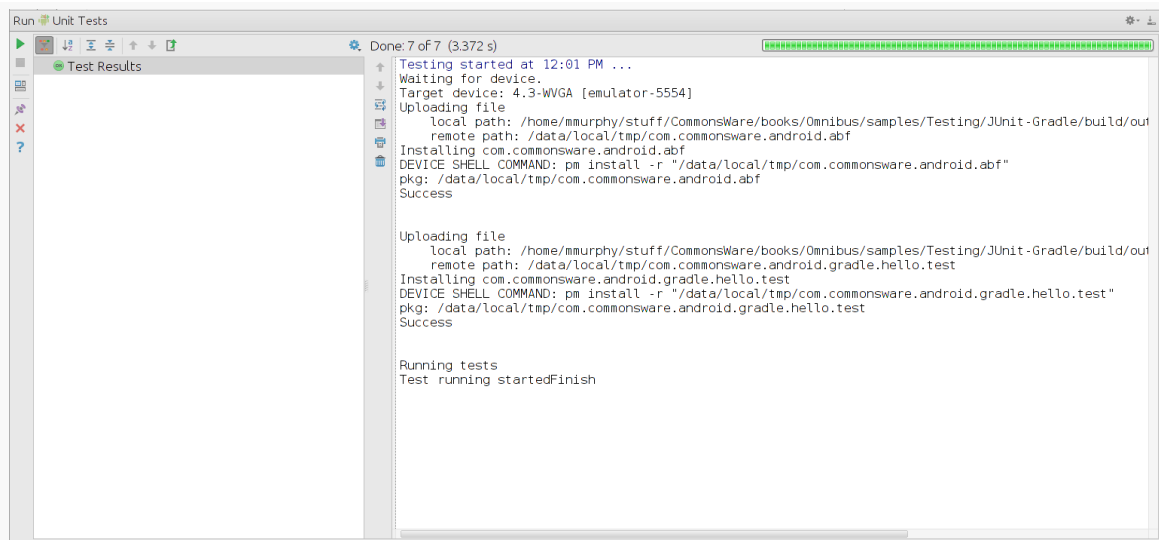 Run Unit Tests
Done: 7 of 7 (3.372 s)
Test Results
Testing started at 12:01 PM ...
Waiting for device.
Target device: 4.3-WVGA [emulator-5554]
Uploading file
local path: /home/mmurphy/stuff/CommonsWare/books/Omnibus/samples/Testing/JUnit-Gradle/build/out
remote path: /data/local/tmp/com.commonsware.android.abf
Installing com.commonsware.android.abf
DEVICE SHELL COMMAND: pm install -r "/data/local/tmp/com.commonsware.android.abf"
pkg: /data/local/tmp/com.commonsware.android.abf
Success
Uploading file
local path: /home/mmurphy/stuff/CommonsWare/books/Omnibus/samples/Testing/JUnit-Gradle/build/out
remote path: /data/local/tmp/com.commonsware.android.gradle.hello.test
Installing com.commonsware.android.gradle.hello.test
DEVICE SHELL COMMAND: pm install -r "/data/local/tmp/com.commonsware.android.gradle.hello.test"
pkg: /data/local/tmp/com.commonsware.android.gradle.hello.test
Success
Running tests
Test running startedFinish